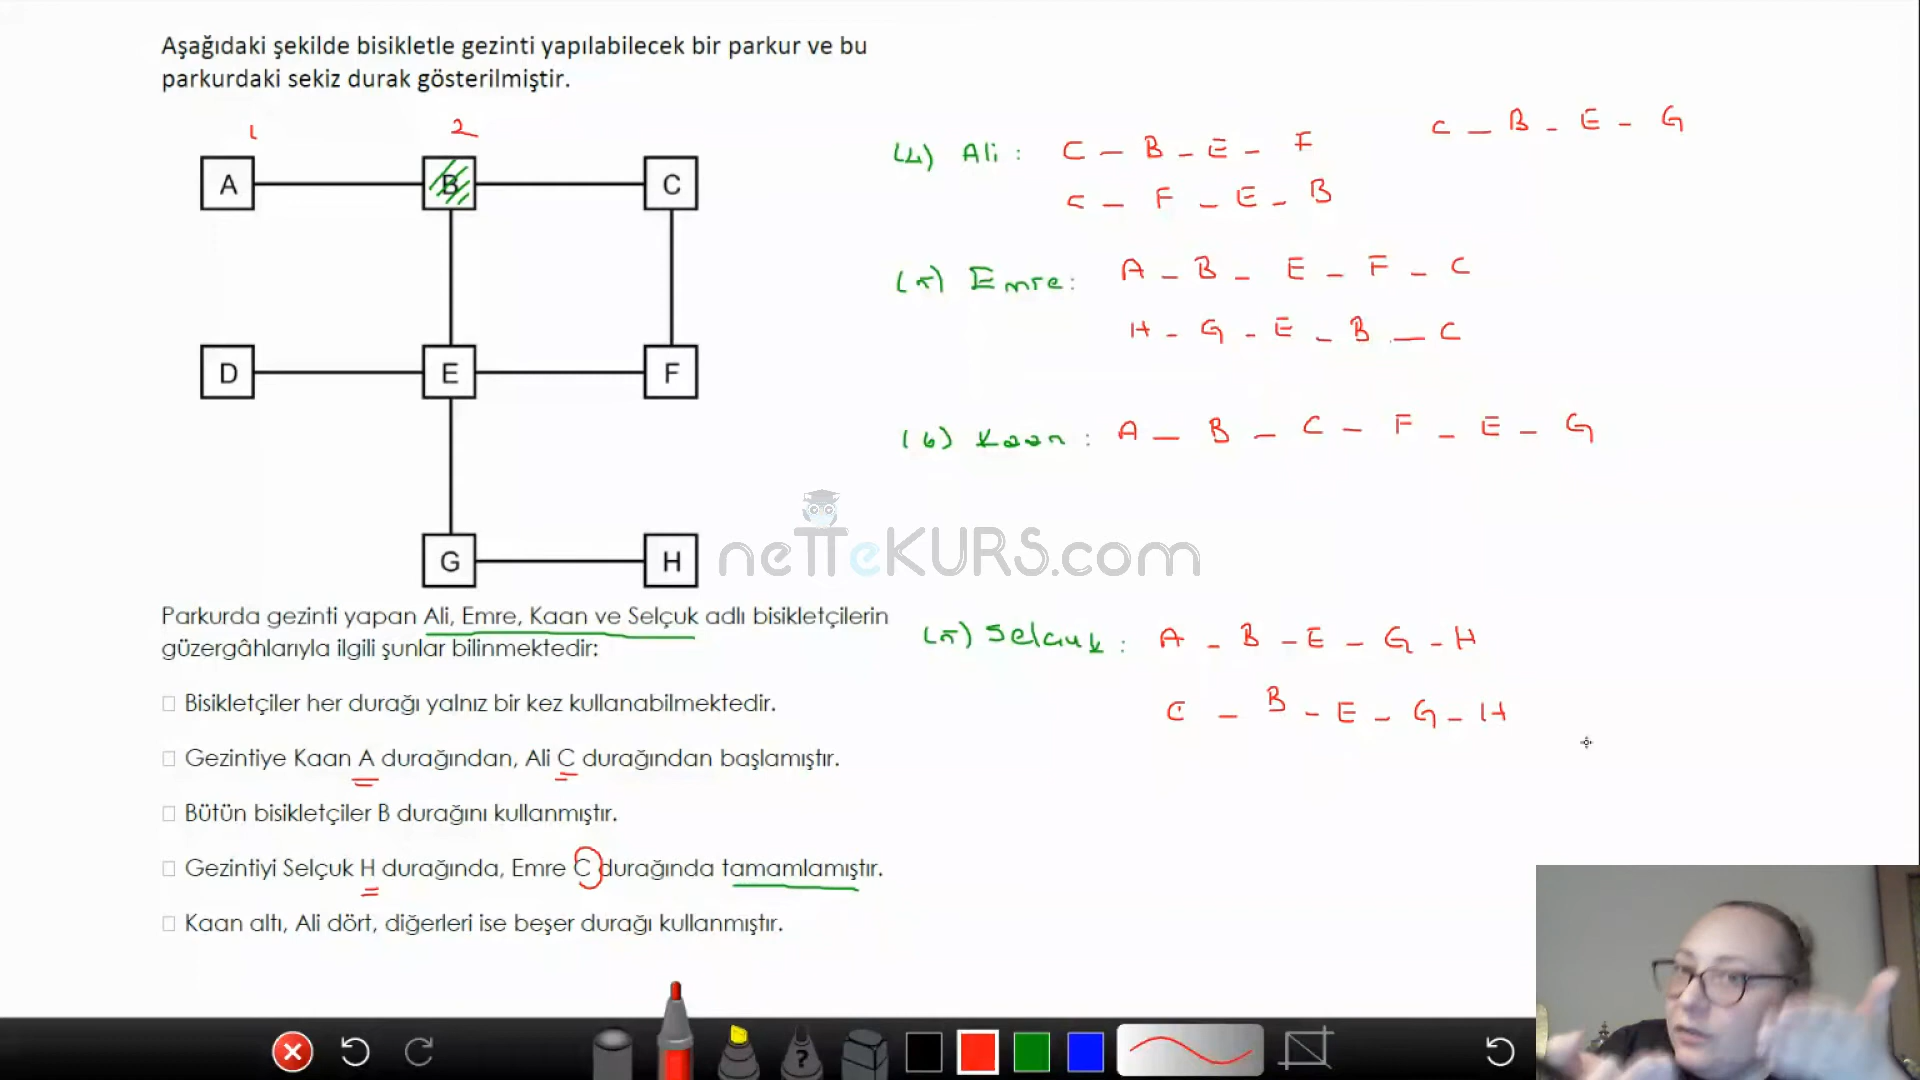 Aşağıdaki şekilde bisikletle gezinti yapılabilecek bir parkur ve bu
parkurdaki sekiz durak gösterilmiştir.
1 2
A B C
D E F
G H
Parkurda gezinti yapan Ali, Emre, Kaan ve Selçuk adlı bisikletçilerin
güzergâhlarıyla ilgili şunlar bilinmektedir:
Bisikletçiler her durağı yalnız bir kez kullanabilmektedir.
Gezintiye Kaan A durağından, Ali C durağından başlamıştır.
Bütün bisikletçiler B durağını kullanmıştır.
Gezintiyi Selçuk H durağında, Emre C durağında tamamlamıştır.
Kaan altı, Ali dört, diğerleri ise beşer durağı kullanmıştır.
(4) Ali : C - B - E - F
C - B - E - G
C - F - E - B
(5) Emre : A - B - E - F - C
H - G - E - B - C
(6) Kaan : A - B - C - F - E - G
neTTeKURS.com
(5) Selçuk : A - B - E - G - H
C - B - E - G - H
?